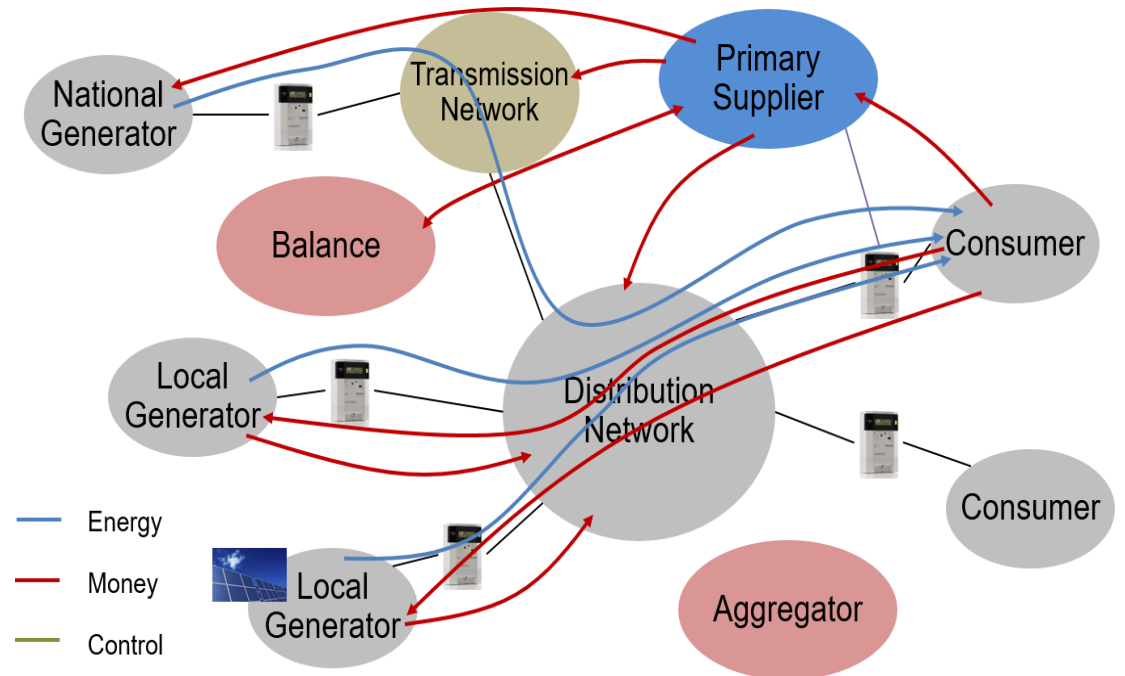 National
Generator
Transmission
Network
Primary
Supplier
Balance
Consumer
Local
Generator
Distribution
Network
Consumer
Energy
Money
Control
Local
Generator
Aggregator